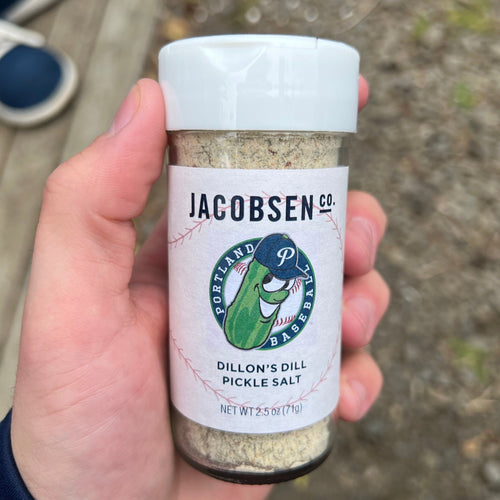 JACOBSEN CO.
PORTLAND
P
BASEBALL
DILLON'S DILL
PICKLE SALT
NET WT 2.5 oz (71g)